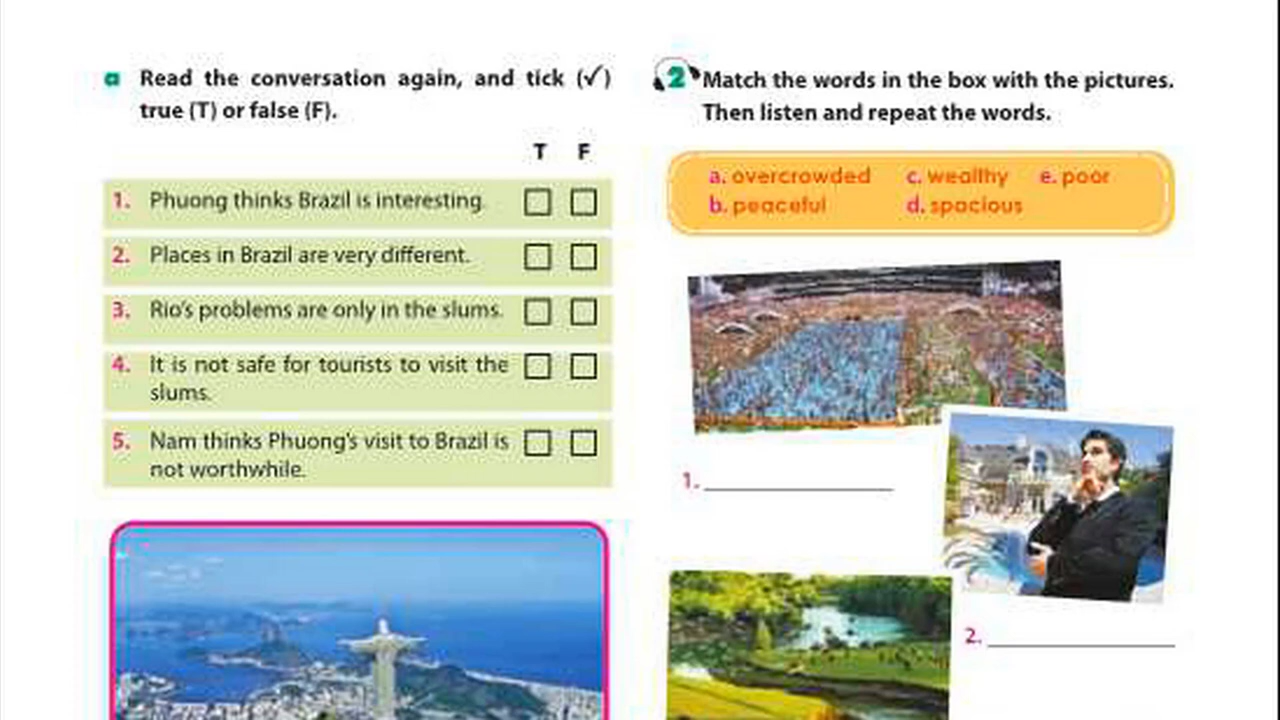 a Read the conversation again, and tick (✓)
true (T) or false (F).
T F
1. Phuong thinks Brazil is interesting.
2. Places in Brazil are very different.
3. Rio's problems are only in the slums.
4. It is not safe for tourists to visit the
slums.
5. Nam thinks Phuong's visit to Brazil is
not worthwhile.
2 Match the words in the box with the pictures.
Then listen and repeat the words.
a. overcrowded c. wealthy e. poor
b. peaceful d. spacious
1.
2.